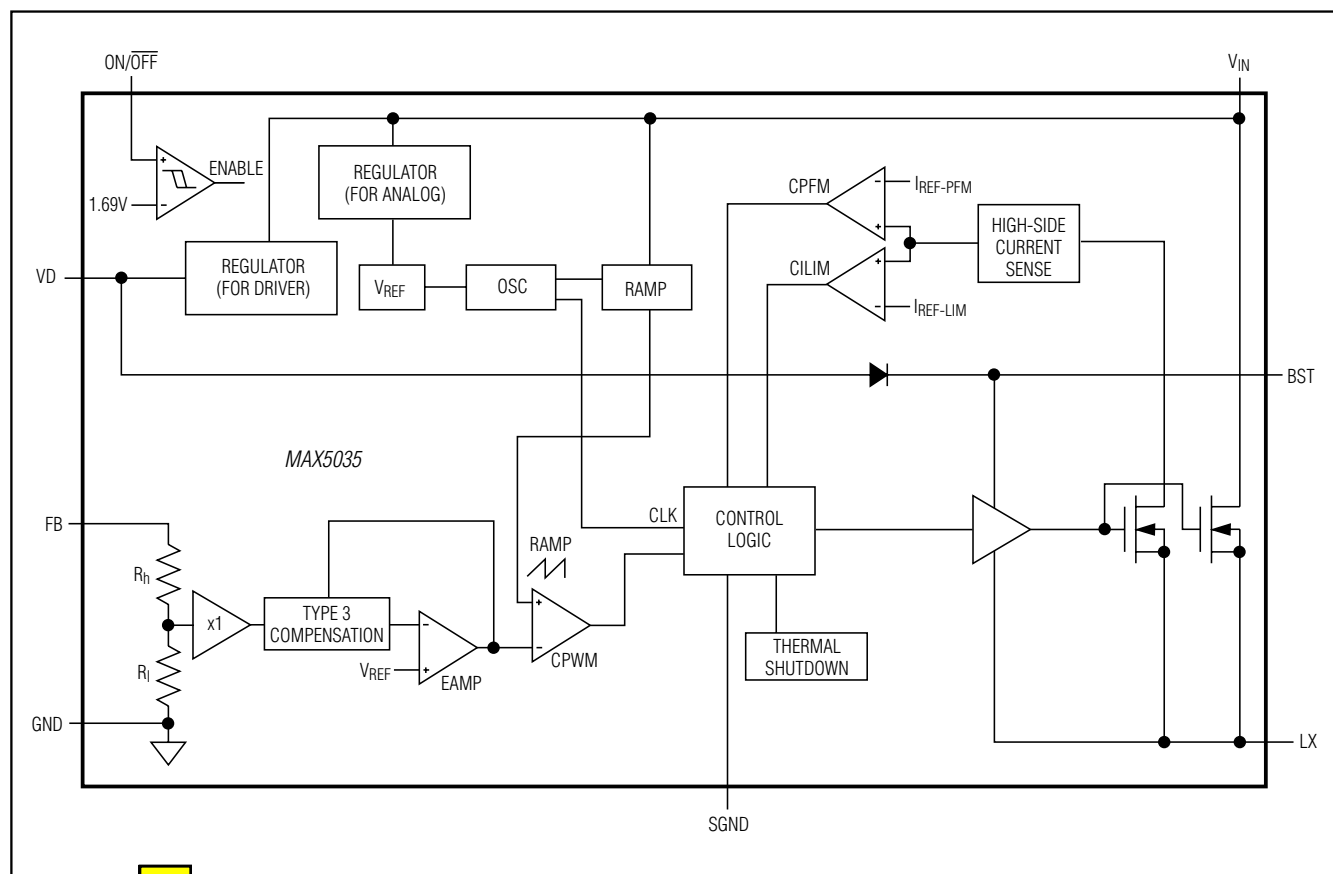 ON/OFF
VIN
ENABLE
1.69V
REGULATOR
(FOR ANALOG)
REGULATOR
(FOR DRIVER)
VD
VREF
OSC
RAMP
CPFM
IREF-PFM
HIGH-SIDE
CURRENT
SENSE
CILIM
IREF-LIM
BST
MAX5035
FB
Rh
Rl
x1
TYPE 3
COMPENSATION
VREF
EAMP
RAMP
CPWM
CLK
CONTROL
LOGIC
THERMAL
SHUTDOWN
GND
LX
SGND
+
−
−
+
+
−
−
+
+
−